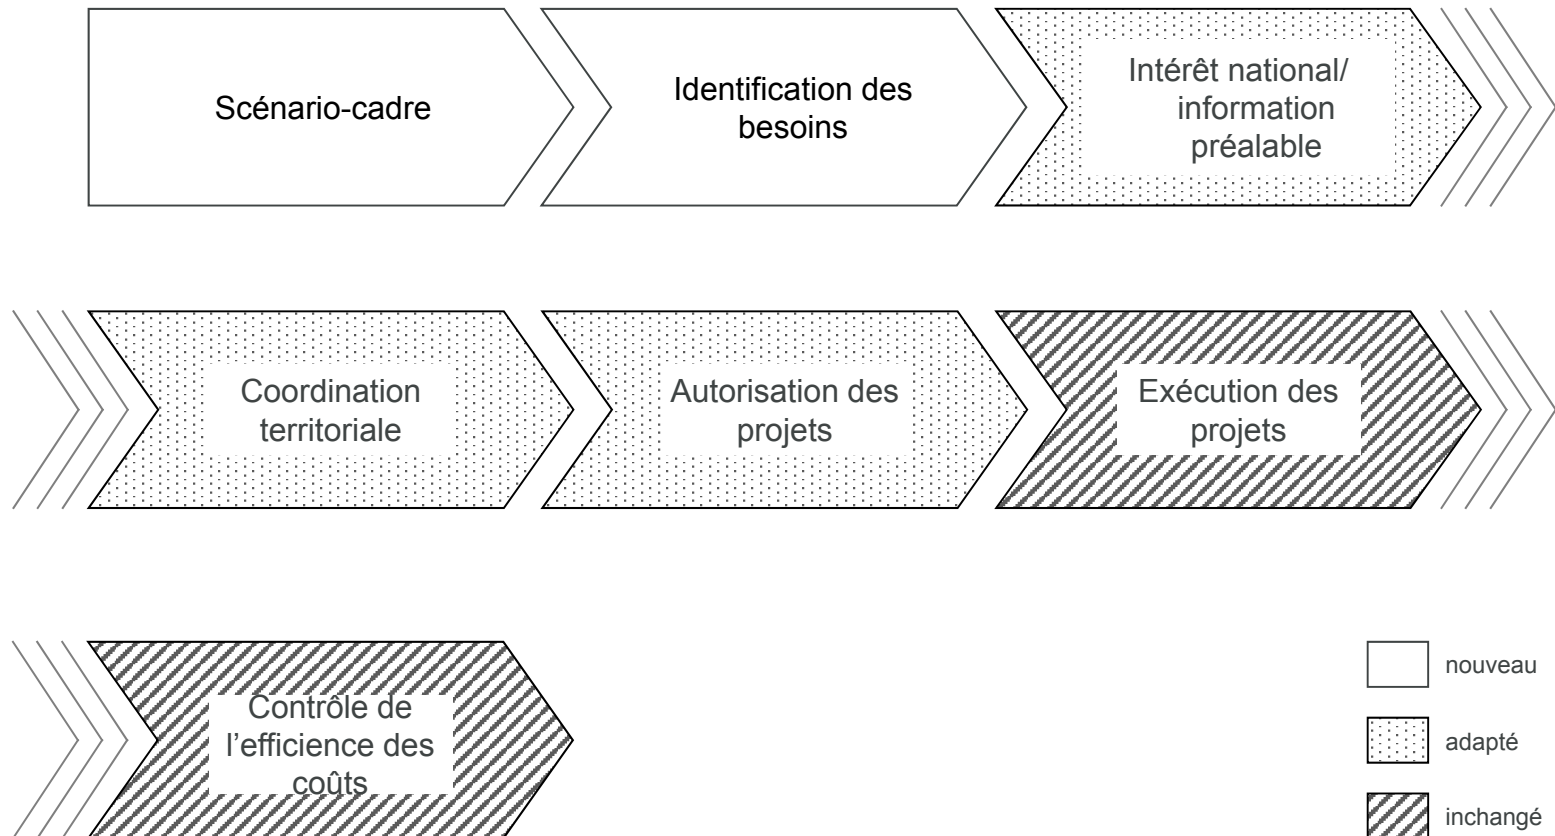 Scénario-cadre
Identification des
besoins
Intérêt national/
information
préalable
Coordination
territoriale
Autorisation des
projets
Exécution des
projets
Contrôle de
l’efficience des
coûts
nouveau
adapté
inchangé